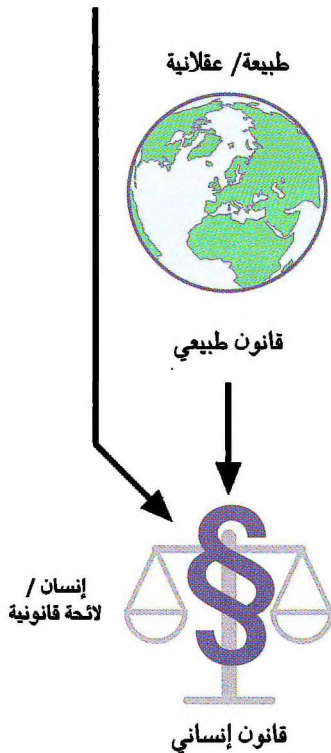 طبيعة/ عقلانية
قانون طبيعي
إنسان /
لائحة قانونية
§
قانون إنساني